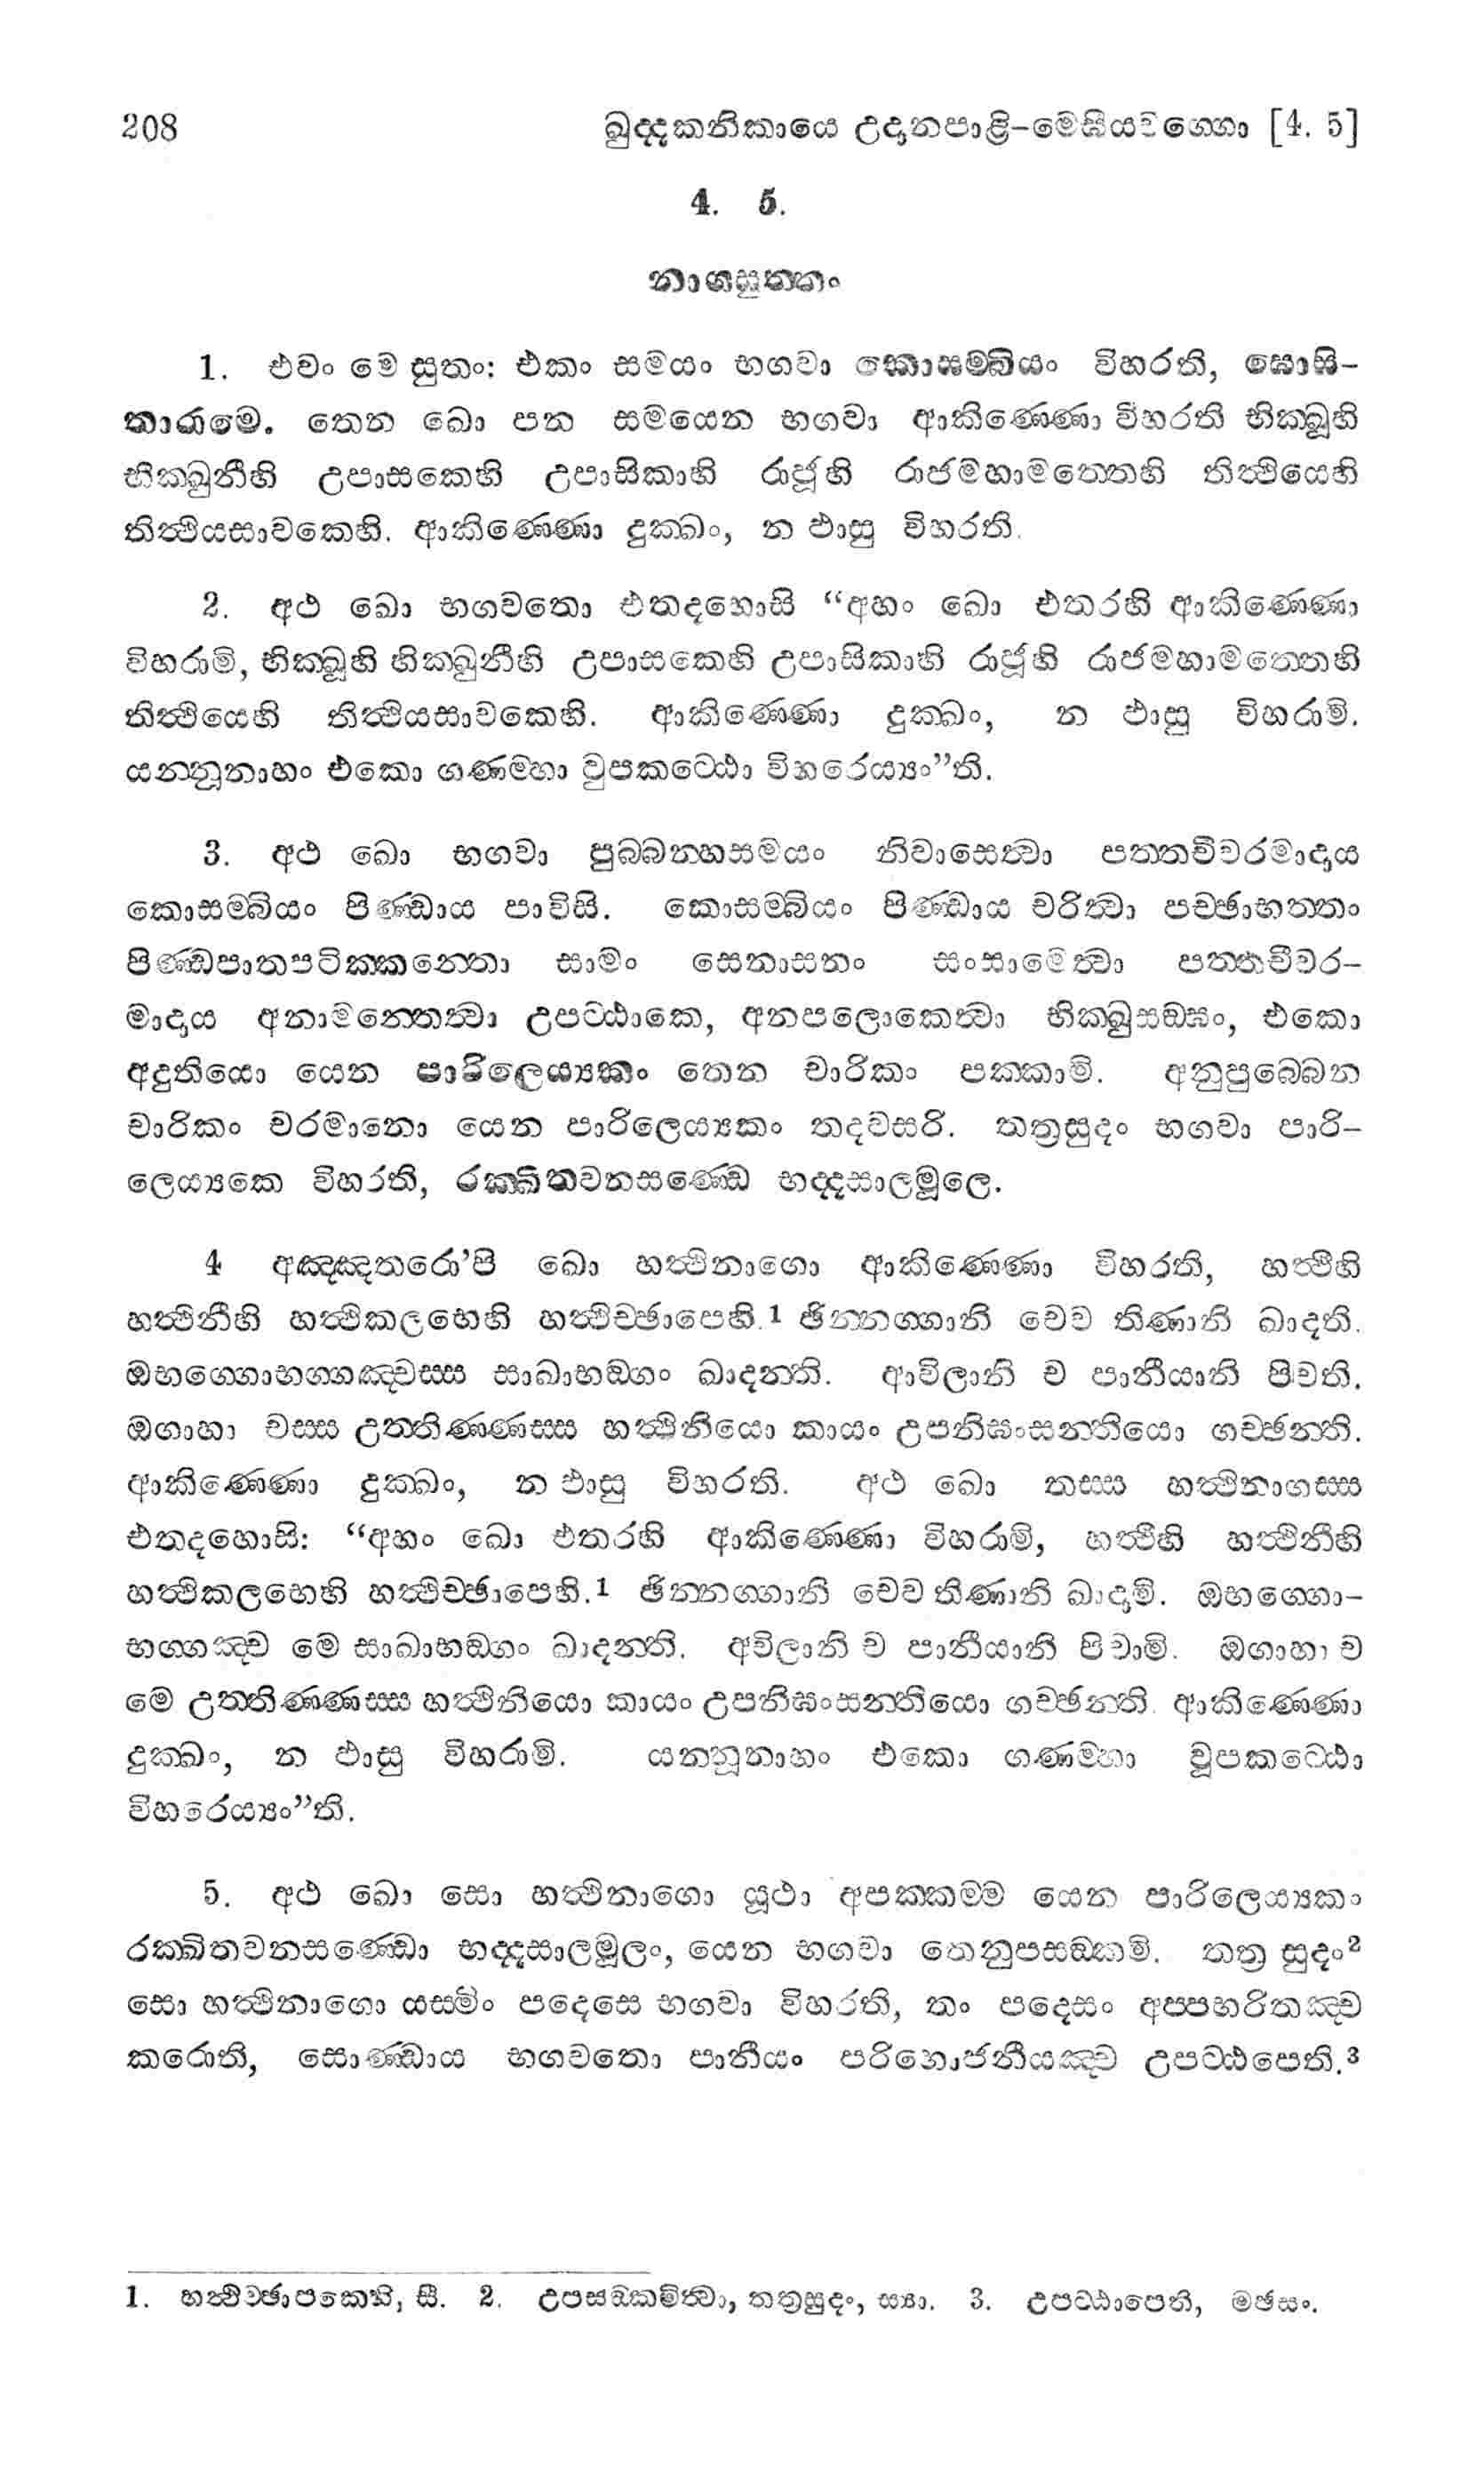 208 ඛුද්දකනිකායෙ උදානපාළි–මෙඝියවග්ගො [4. 5]
4. 5.
නාගසුත්තං
1. එවං මෙ සුතං: එකං සමයං භගවා කොසම්බියං විහරති, ඝොසි–
තාරාමෙ. තෙන ඛො පන සමයෙන භගවා ආකිණ්ණො විහරති භික්ඛූහි
භික්ඛුනීහි උපාසකෙහි උපාසිකාහි රාජූහි රාජමහාමත්තෙහි තිත්ථියෙහි
තිත්ථියසාවකෙහි. ආකිණ්ණො දුක්ඛං, න ඵාසු විහරති.
2. අථ ඛො භගවතො එතදහොසි “අහං ඛො එතරහි ආකිණ්ණො
විහරාමි, භික්ඛූහි භික්ඛුනීහි උපාසකෙහි උපාසිකාහි රාජූහි රාජමහාමත්තෙහි
තිත්ථියෙහි තිත්ථියසාවකෙහි. ආකිණ්ණො දුක්ඛං, න ඵාසු විහරාමි.
යන්නූනාහං එකො ගණම්හා වුපකට්ඨො විහරෙය්‍යං”ති.
3. අථ ඛො භගවා පුබ්බන්හසමයං නිවාසෙත්‍වා පත්තචීවරමාදාය
කොසම්බියං පිණ්ඩාය පාවිසි. කොසම්බියං පිණ්ඩාය චරිත්‍වා පච්ඡාභත්තං
පිණ්ඩපාතපටික්කන්තො සාමං සෙනාසනං සංසාමෙත්‍වා පත්තචීවර–
මාදාය අනාමන්තෙත්‍වා උපට්ඨාකෙ, අනපලොකෙත්‍වා භික්ඛුසඞ්ඝං, එකො
අදුතියො යෙන පාරිලෙය්‍යකං තෙන චාරිකං පක්කාමි. අනුපුබ්බෙන
චාරිකං චරමානො යෙන පාරිලෙය්‍යකං තදවසරි. තත්‍රසුදං භගවා පාරි–
ලෙය්‍යකෙ විහරති, රක්ඛිතවනසණ්ඩෙ භද්දසාලමූලෙ.
4 අඤ්ඤතරො’පි ඛො හත්ථිනාගො ආකිණ්ණො විහරති, හත්ථීහි
හත්ථිනීහි හත්ථිකලභෙහි හත්ථිච්ඡාපෙහි.1 ඡින්නග්ගානි චෙව තිණානි ඛාදති.
ඔභග්ගොභග්ගඤ්චස්ස සාඛාභඞ්ගං ඛාදන්ති. ආවිලානි ච පානීයානි පිවති.
ඔගාහා චස්ස උත්තිණ්ණස්ස හත්ථිනියො කායං උපනිඝංසන්තියො ගච්ඡන්ති.
ආකිණ්ණො දුක්ඛං, න ඵාසු විහරති. අථ ඛො තස්ස හත්ථිනාගස්ස
එතදහොසි: “අහං ඛො එතරහි ආකිණ්ණො විහරාමි, හත්ථීහි හත්ථිනීහි
හත්ථිකලභෙහි හත්ථිච්ඡාපෙහි.1 ඡින්නග්ගානි චෙව තිණානි ඛාදාමි. ඔභග්ගො–
භග්ගඤ්ච මෙ සාඛාභඞ්ගං ඛාදන්ති. අවිලානි ච පානීයානි පිවාමි. ඔගාහා ච
මෙ උත්තිණ්ණස්ස හත්ථිනියො කායං උපනිඝංසන්තියො ගච්ඡන්ති. ආකිණ්ණො
දුක්ඛං, න ඵාසු විහරාමි. යන්නූනාහං එකො ගණම්හා වූපකට්ඨො
විහරෙය්‍යං”ති.
5. අථ ඛො සො හත්ථිනාගො යූථා අපක්කම්ම යෙන පාරිලෙය්‍යකා
රක්ඛිතවනසණ්ඩො භද්දසාලමූලං, යෙන භගවා තෙනුපසඞ්කමි. තත්‍ර සුදං2
සො හත්ථිනාගො යස්මිං පදෙසෙ භගවා විහරති, තං පදෙසං අප්පහරිතඤ්ච
කරොති, සොණ්ඩාය භගවතො පානීයං පරිභොජනීයඤ්ච උපට්ඨපෙති.3
1. හත්ථිච්ඡාපකෙහි, සී. 2. උපසඞ්කමිත්‍වා, තත්‍රසුදං, ස්‍යා. 3. උපට්ඨාපෙති, මඡසං.